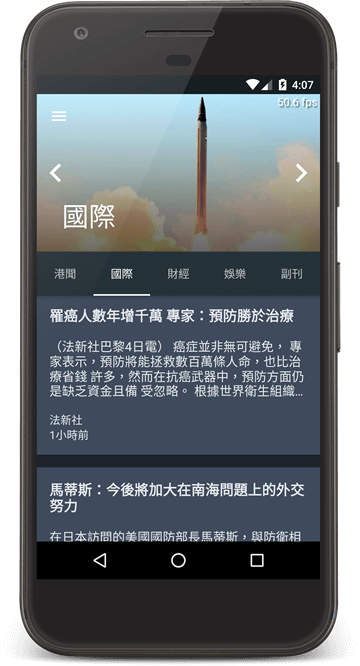 4:07
50.6 fps
國際
港聞 國際 財經 娛樂 副刊
罹癌人數年增千萬 專家：預防勝於治療
（法新社巴黎4日電） 癌症並非無可避免， 專
家表示，預防將能拯救數百萬條人命，也比治
療省錢 許多，然而在抗癌武器中，預防方面仍
是缺乏資金且備 受忽略。 根據世界衛生組織...
法新社
1小時前
馬蒂斯：今後將加大在南海問題上的外交
努力
在日本訪問的美國國防部長馬蒂斯，與防衛相